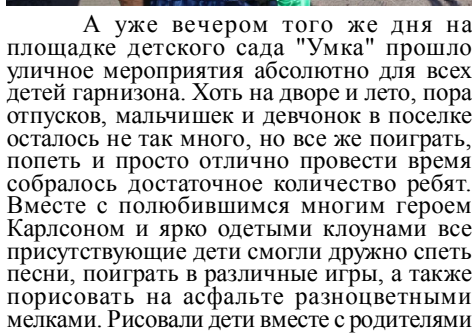 А уже вечером того же дня на
площадке детского сада "Умка" прошло
уличное мероприятия абсолютно для всех
детей гарнизона. Хоть на дворе и лето, пора
отпусков, мальчишек и девчонок в поселке
осталось не так много, но все же поиграть,
попеть и просто отлично провести время
собралось достаточное количество ребят.
Вместе с полюбившимся многим героем
Карлсоном и ярко одетыми клоунами все
присутствующие дети смогли дружно спеть
песни, поиграть в различные игры, а также
порисовать на асфальте разноцветными
мелками. Рисовали дети вместе с родителями